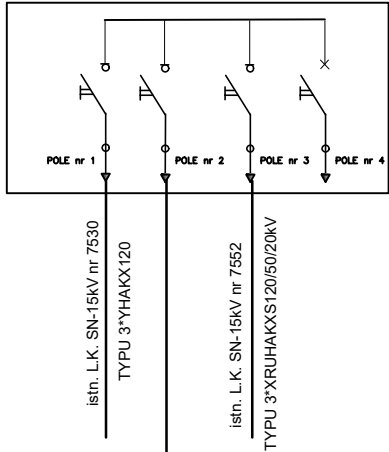 POLE nr 1
POLE nr 2
POLE nr 3
POLE nr 4
istn. L.K. SN-15kV nr 7530
TYPU 3*YHAKX120
istn. L.K. SN-15kV nr 7552
TYPU 3*XRUHAKXS120/50/20kV